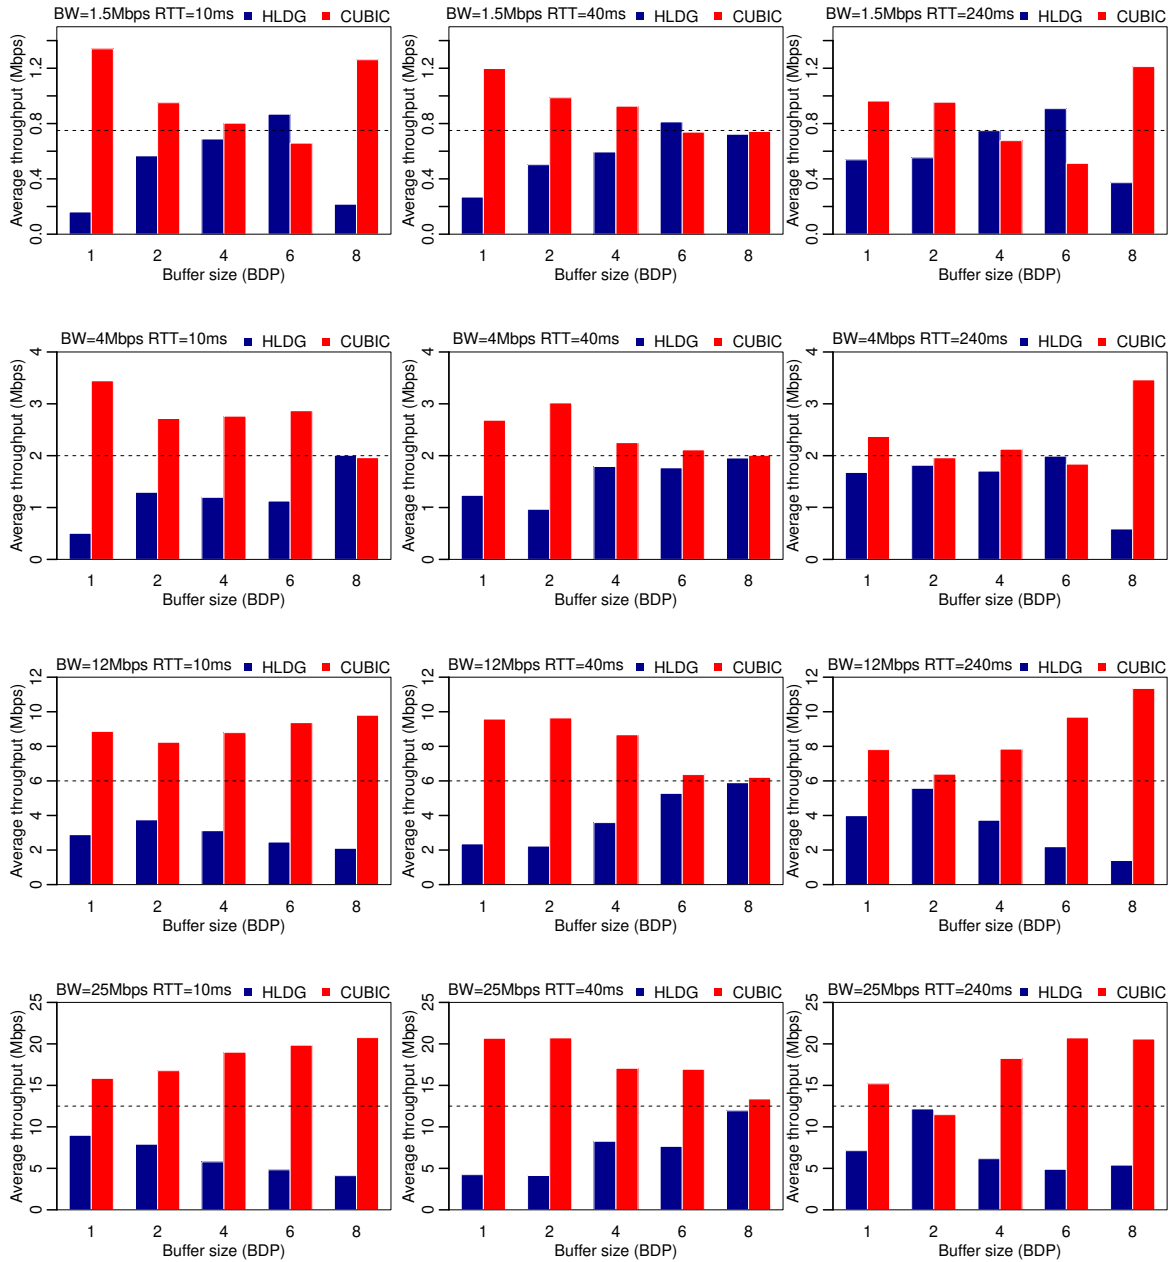 BW=1.5Mbps RTT=10ms HLDG CUBIC
Average throughput (Mbps)
0.0 0.4 0.8 1.2
1 2 4 6 8
Buffer size (BDP)
BW=1.5Mbps RTT=40ms HLDG CUBIC
Average throughput (Mbps)
0.0 0.4 0.8 1.2
1 2 4 6 8
Buffer size (BDP)
BW=1.5Mbps RTT=240ms HLDG CUBIC
Average throughput (Mbps)
0.0 0.4 0.8 1.2
1 2 4 6 8
Buffer size (BDP)
BW=4Mbps RTT=10ms HLDG CUBIC
Average throughput (Mbps)
0 1 2 3 4
1 2 4 6 8
Buffer size (BDP)
BW=4Mbps RTT=40ms HLDG CUBIC
Average throughput (Mbps)
0 1 2 3 4
1 2 4 6 8
Buffer size (BDP)
BW=4Mbps RTT=240ms HLDG CUBIC
Average throughput (Mbps)
0 1 2 3 4
1 2 4 6 8
Buffer size (BDP)
BW=12Mbps RTT=10ms HLDG CUBIC
Average throughput (Mbps)
0 2 4 6 8 10 12
1 2 4 6 8
Buffer size (BDP)
BW=12Mbps RTT=40ms HLDG CUBIC
Average throughput (Mbps)
0 2 4 6 8 10 12
1 2 4 6 8
Buffer size (BDP)
BW=12Mbps RTT=240ms HLDG CUBIC
Average throughput (Mbps)
0 2 4 6 8 10 12
1 2 4 6 8
Buffer size (BDP)
BW=25Mbps RTT=10ms HLDG CUBIC
Average throughput (Mbps)
0 5 10 15 20 25
1 2 4 6 8
Buffer size (BDP)
BW=25Mbps RTT=40ms HLDG CUBIC
Average throughput (Mbps)
0 5 10 15 20 25
1 2 4 6 8
Buffer size (BDP)
BW=25Mbps RTT=240ms HLDG CUBIC
Average throughput (Mbps)
0 5 10 15 20 25
1 2 4 6 8
Buffer size (BDP)